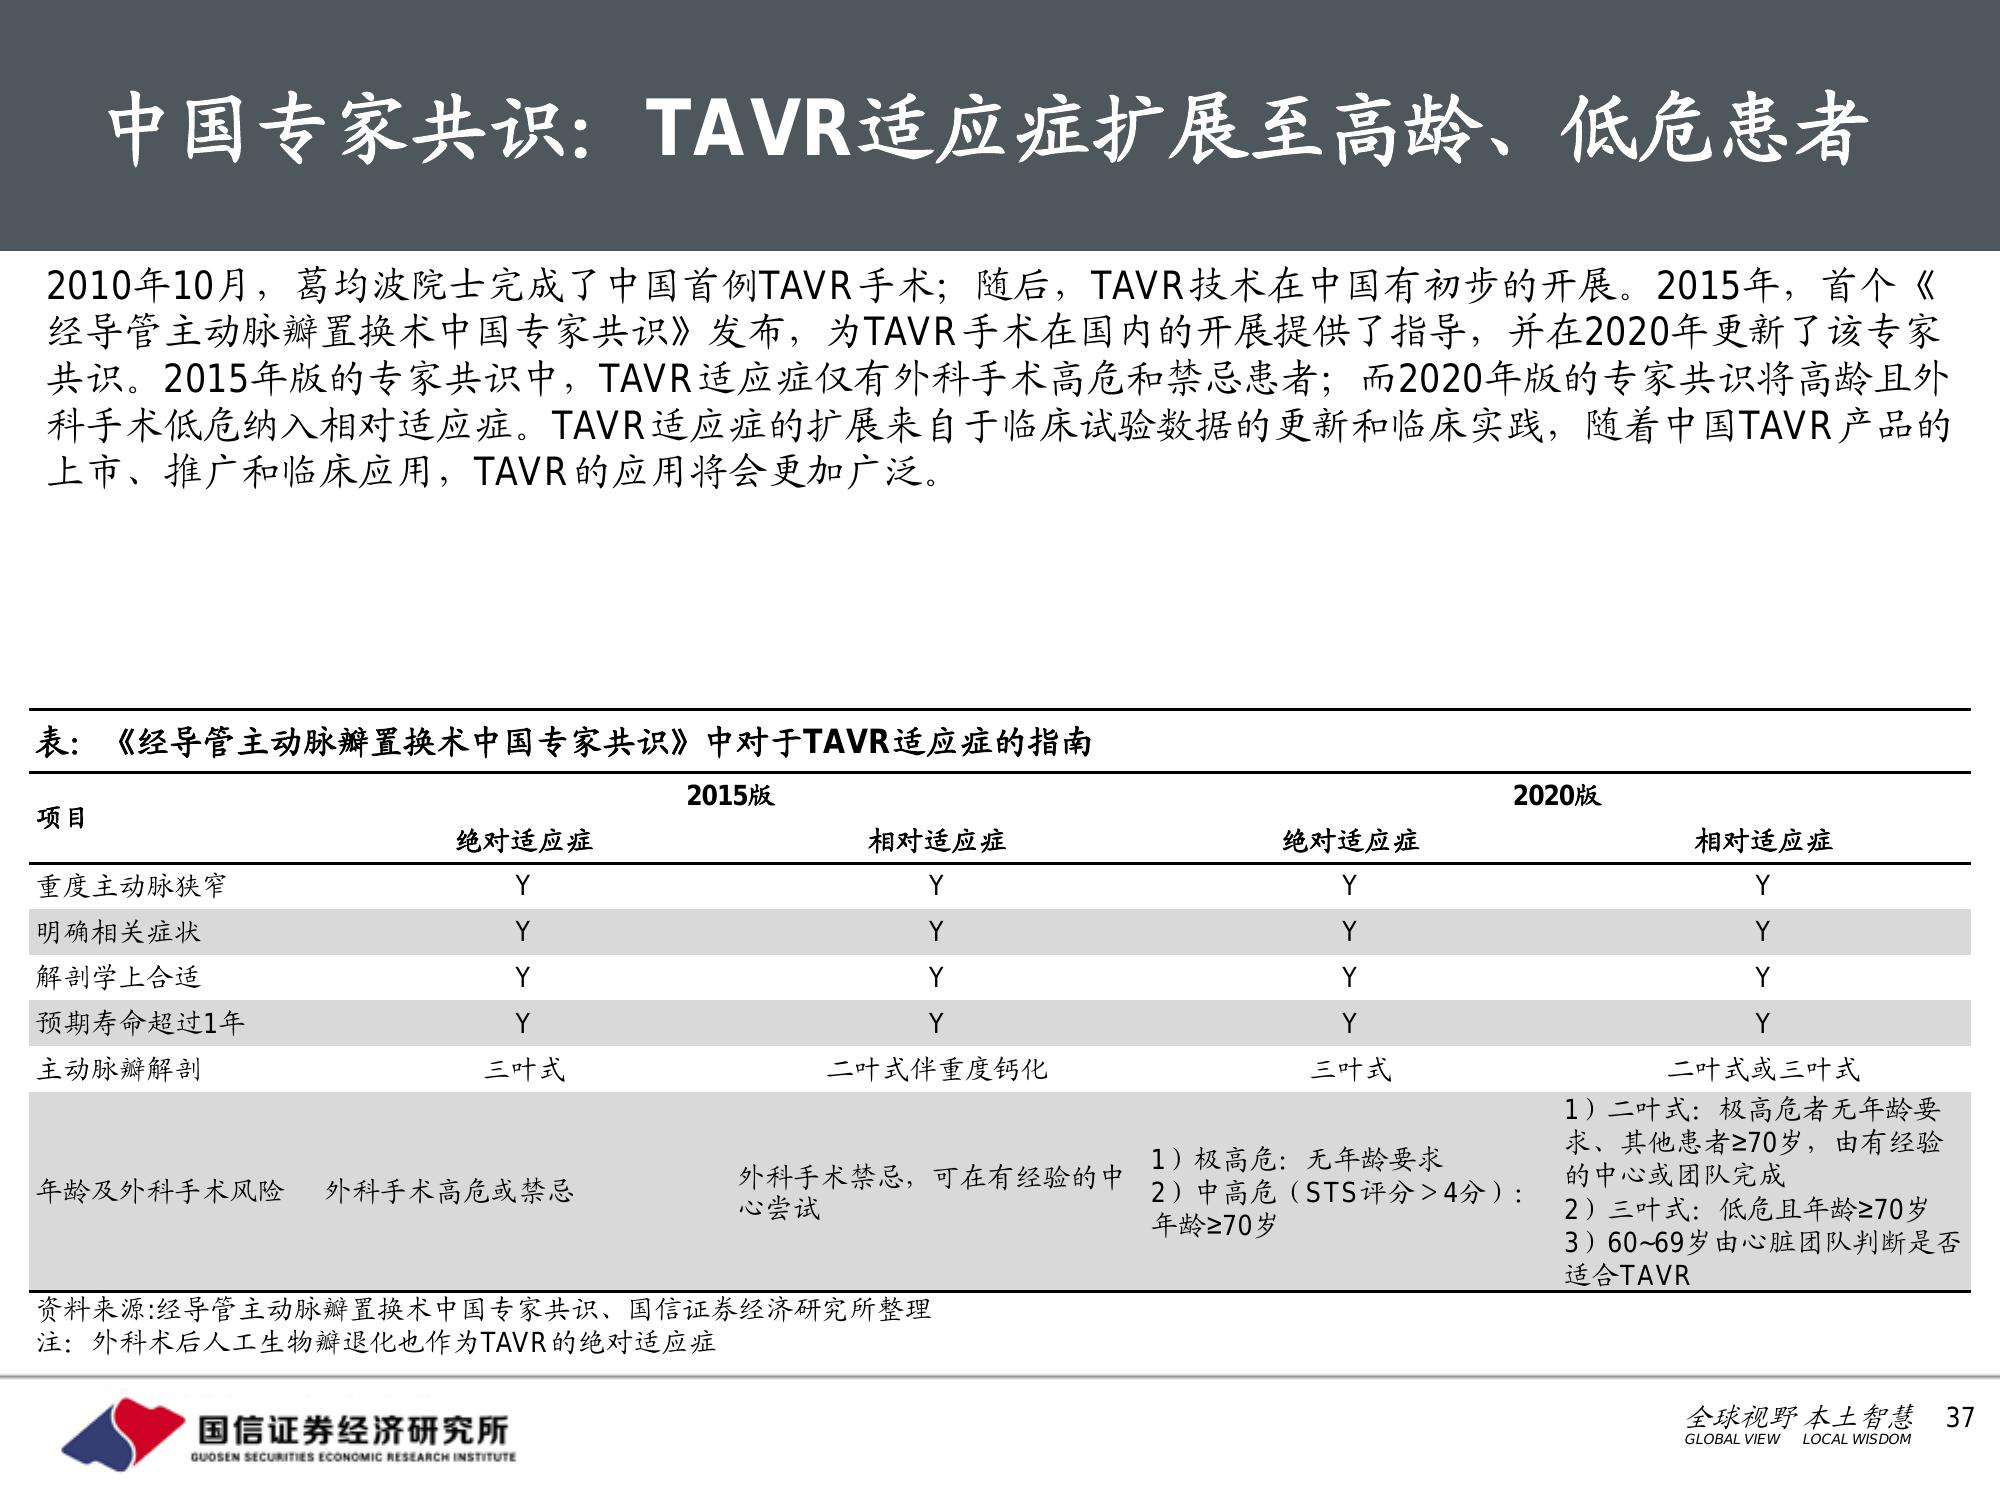 中国专家共识：TAVR适应症扩展至高龄、低危患者
2010年10月，葛均波院士完成了中国首例TAVR手术；随后，TAVR技术在中国有初步的开展。2015年，首个《
经导管主动脉瓣置换术中国专家共识》发布，为TAVR手术在国内的开展提供了指导，并在2020年更新了该专家
共识。2015年版的专家共识中，TAVR适应症仅有外科手术高危和禁忌患者；而2020年版的专家共识将高龄且外
科手术低危纳入相对适应症。TAVR适应症的扩展来自于临床试验数据的更新和临床实践，随着中国TAVR产品的
上市、推广和临床应用，TAVR的应用将会更加广泛。
表：《经导管主动脉瓣置换术中国专家共识》中对于TAVR适应症的指南
项目 2015版 2020版
绝对适应症 相对适应症 绝对适应症 相对适应症
重度主动脉狭窄 Y Y Y Y
明确相关症状 Y Y Y Y
解剖学上合适 Y Y Y Y
预期寿命超过1年 Y Y Y Y
主动脉瓣解剖 三叶式 二叶式伴重度钙化 三叶式 二叶式或三叶式
年龄及外科手术风险
外科手术高危或禁忌
外科手术禁忌，可在有经验的中
心尝试
1）极高危：无年龄要求
2）中高危（STS评分＞4分）：
年龄≥70岁
1）二叶式：极高危者无年龄要
求、其他患者≥70岁，由有经验
的中心或团队完成
2）三叶式：低危且年龄≥70岁
3）60~69岁由心脏团队判断是否
适合TAVR
资料来源:经导管主动脉瓣置换术中国专家共识、国信证券经济研究所整理
注：外科术后人工生物瓣退化也作为TAVR的绝对适应症
国信证券经济研究所
GUOSEN SECURITIES ECONOMIC RESEARCH INSTITUTE
全球视野 本土智慧
GLOBAL VIEW LOCAL WISDOM
37